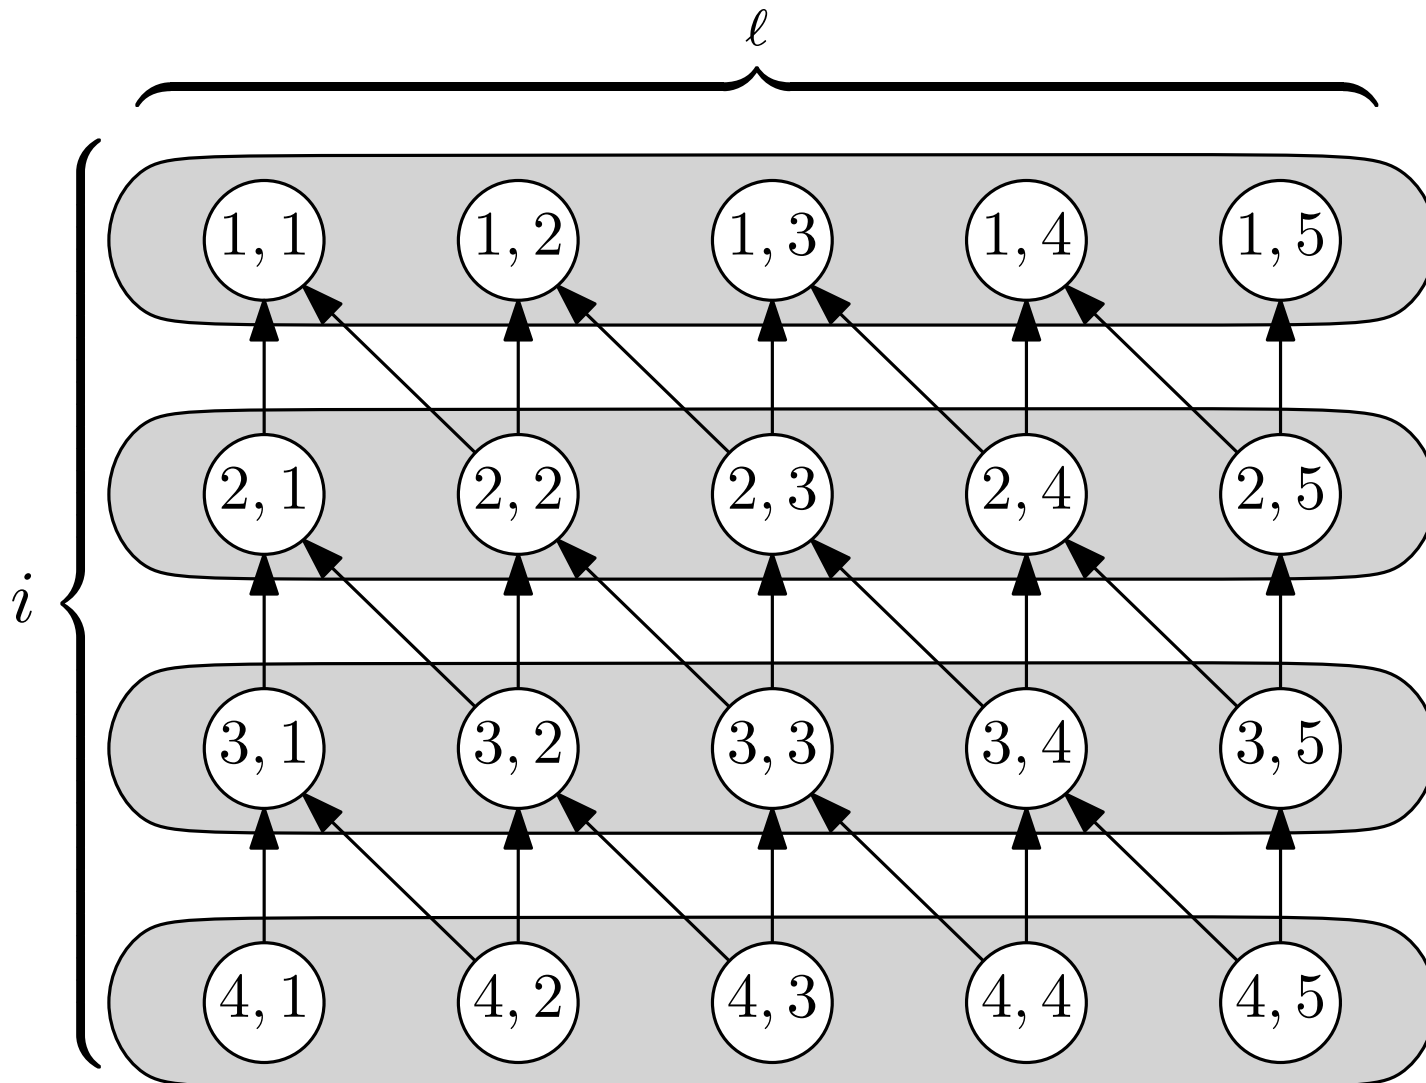 ℓ
1, 1 1, 2 1, 3 1, 4 1, 5
2, 1 2, 2 2, 3 2, 4 2, 5
i
3, 1 3, 2 3, 3 3, 4 3, 5
4, 1 4, 2 4, 3 4, 4 4, 5